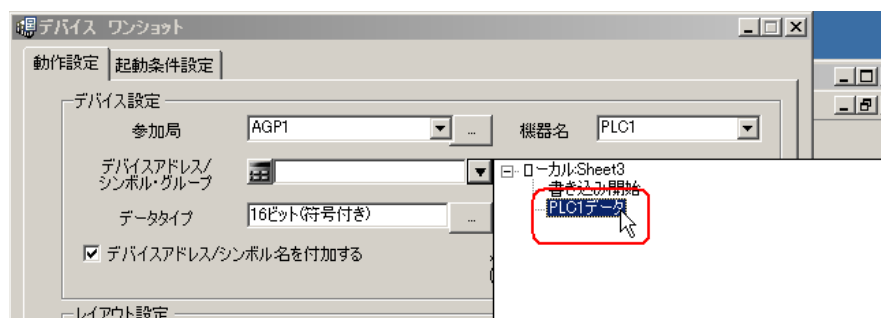 デバイス ワンショット
動作設定 起動条件設定
デバイス設定
参加局 AGP1 ... 機器名 PLC1
デバイスアドレス/
シンボル・グループ
ローカル:Sheet3
書き込み開始
PLC1データ
データタイプ 16ビット(符号付き) ...
デバイスアドレス/シンボル名を付加する
レイアウト設定